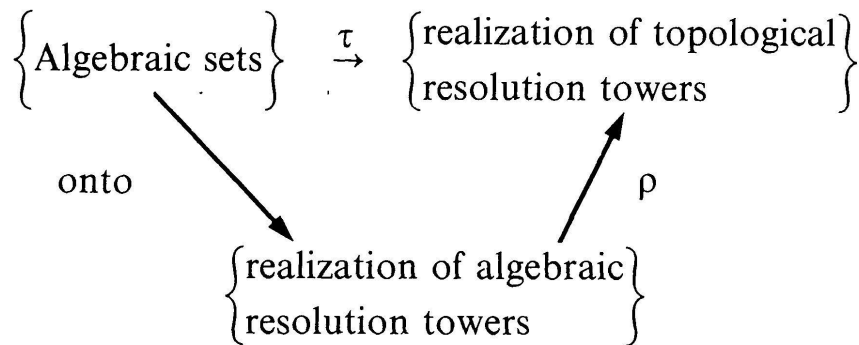 {Algebraic sets} τ → {realization of topological
resolution towers}
onto ρ
{realization of algebraic
resolution towers}